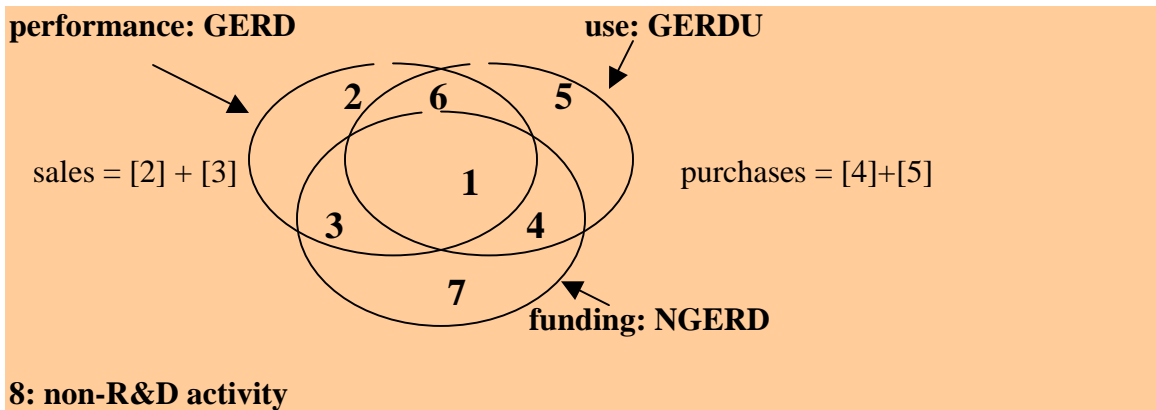 performance: GERD
use: GERDU
2
6
5
sales = [2] + [3]
1
purchases = [4]+[5]
3
4
7
funding: NGERD
8: non-R&D activity